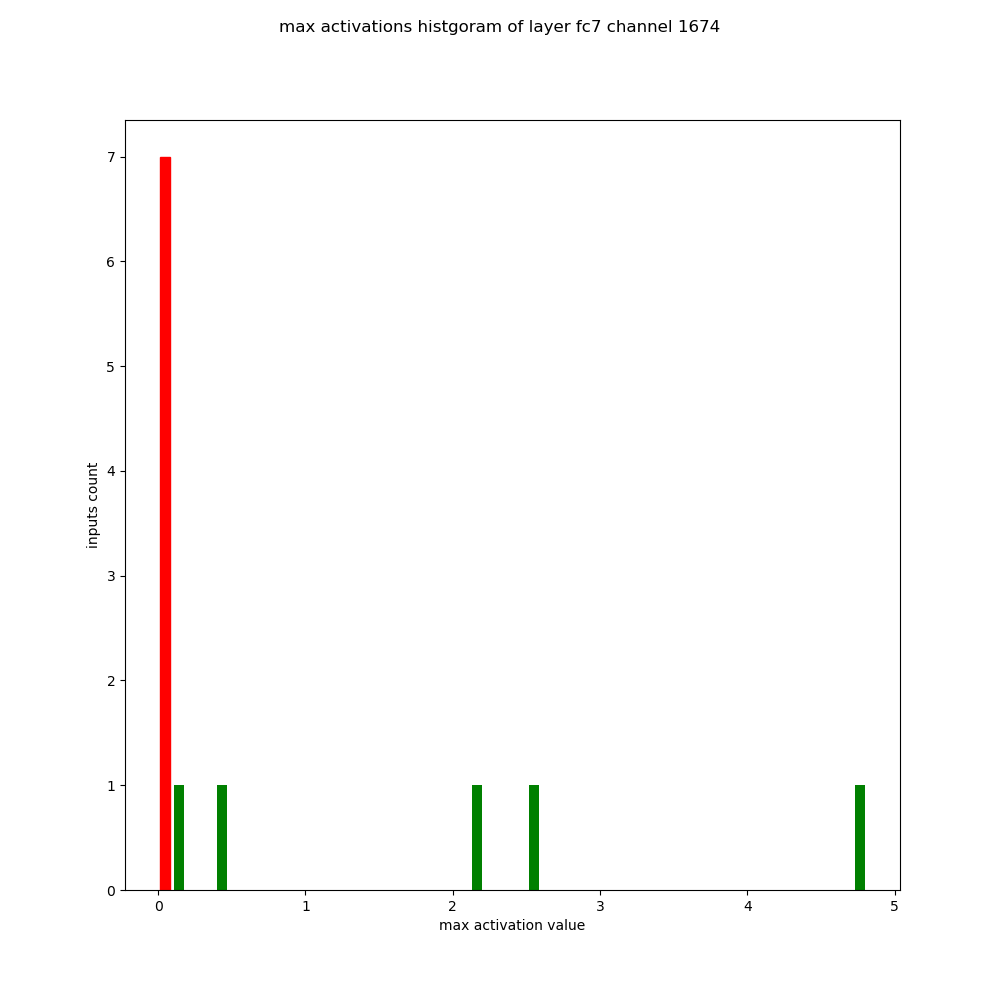 max activations histgoram of layer fc7 channel 1674
7
6
5
4
3
2
1
0
inputs count
0 1 2 3 4 5
max activation value